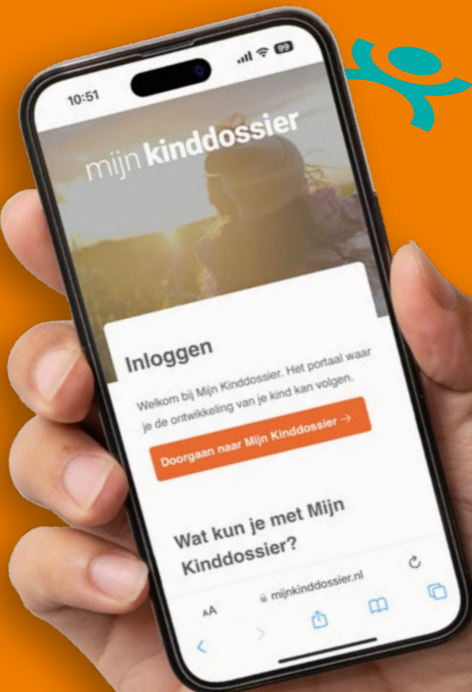 10:51
99
mijn kinddossier
Inloggen
Welkom bij Mijn Kinddossier. Het portaal waar
je de ontwikkeling van je kind kan volgen.
Doorgaan naar Mijn Kinddossier →
Wat kun je met Mijn
Kinddossier?
AA
mijnkinddossier.nl